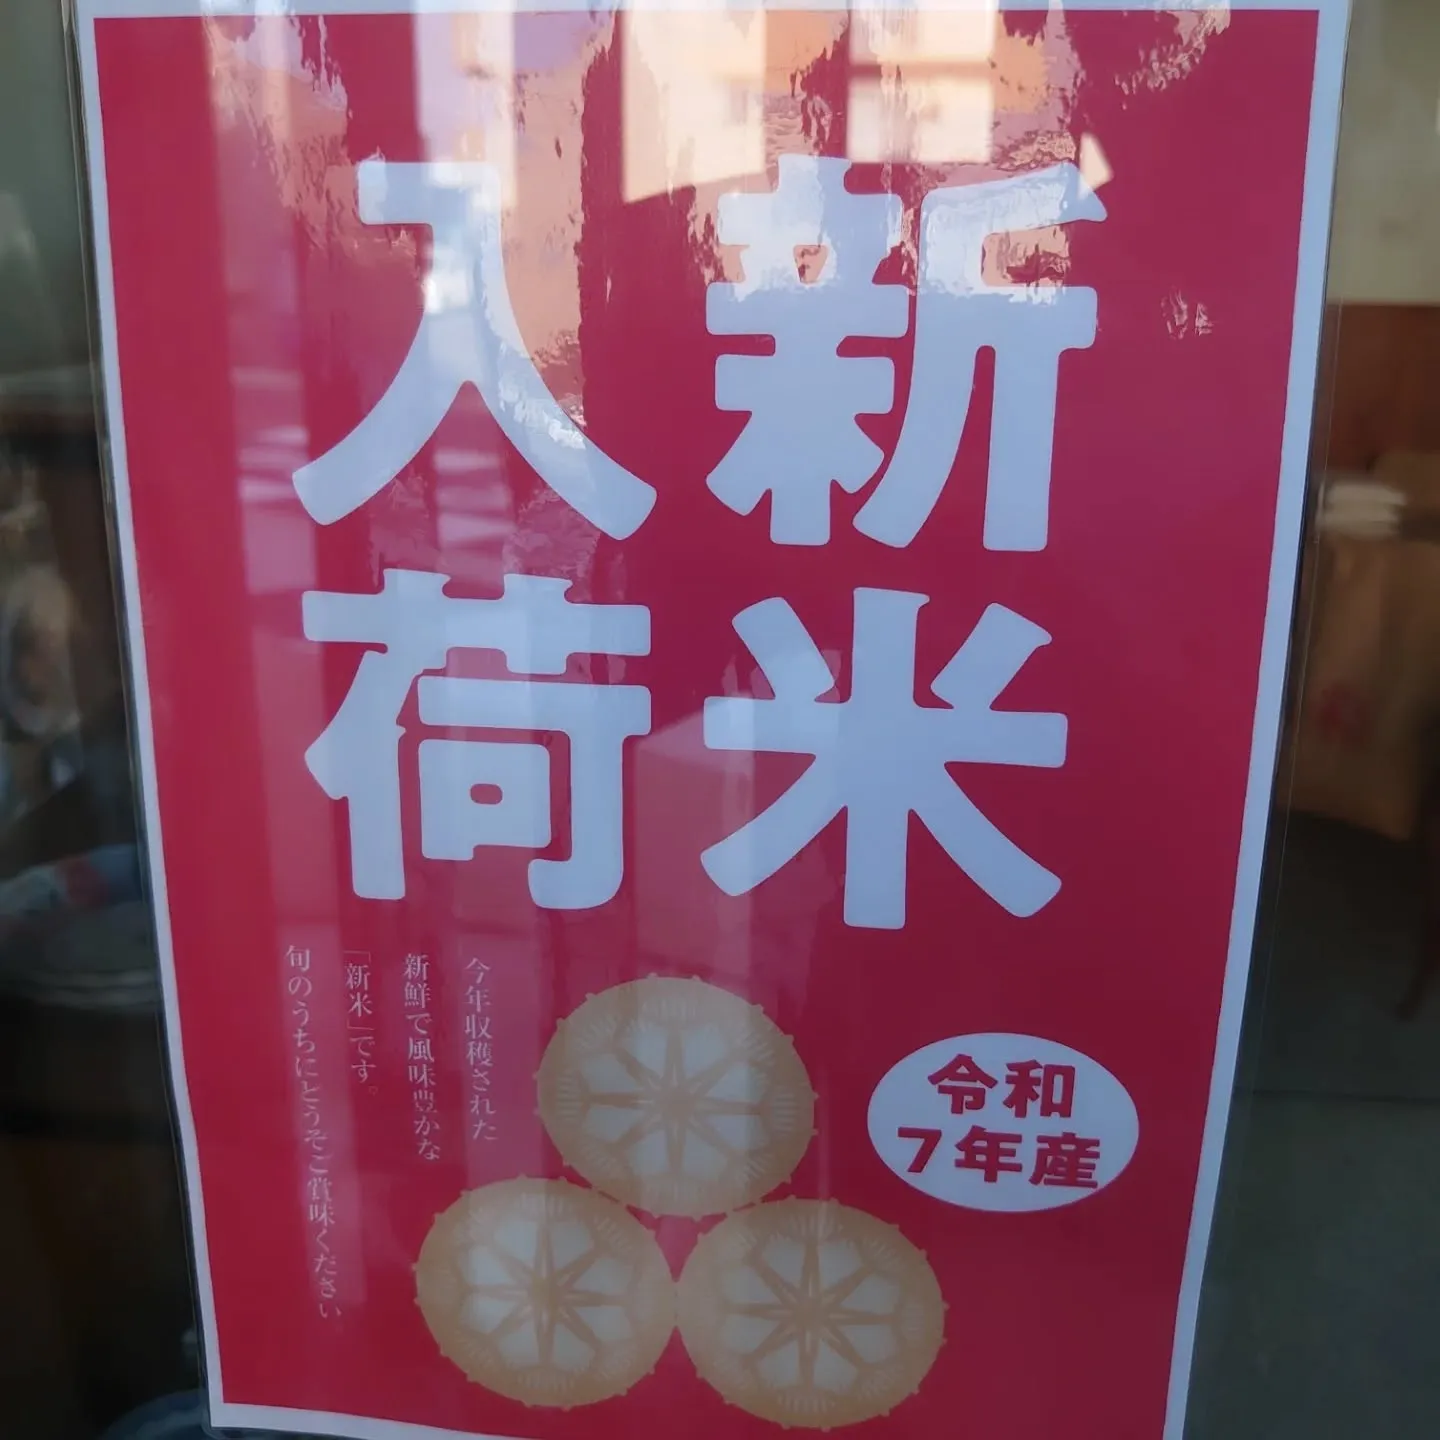 新米
入荷
令和
7年産
今年収穫された
新鮮で風味豊かな
「新米」です。
旬のうちにどうぞご賞味ください